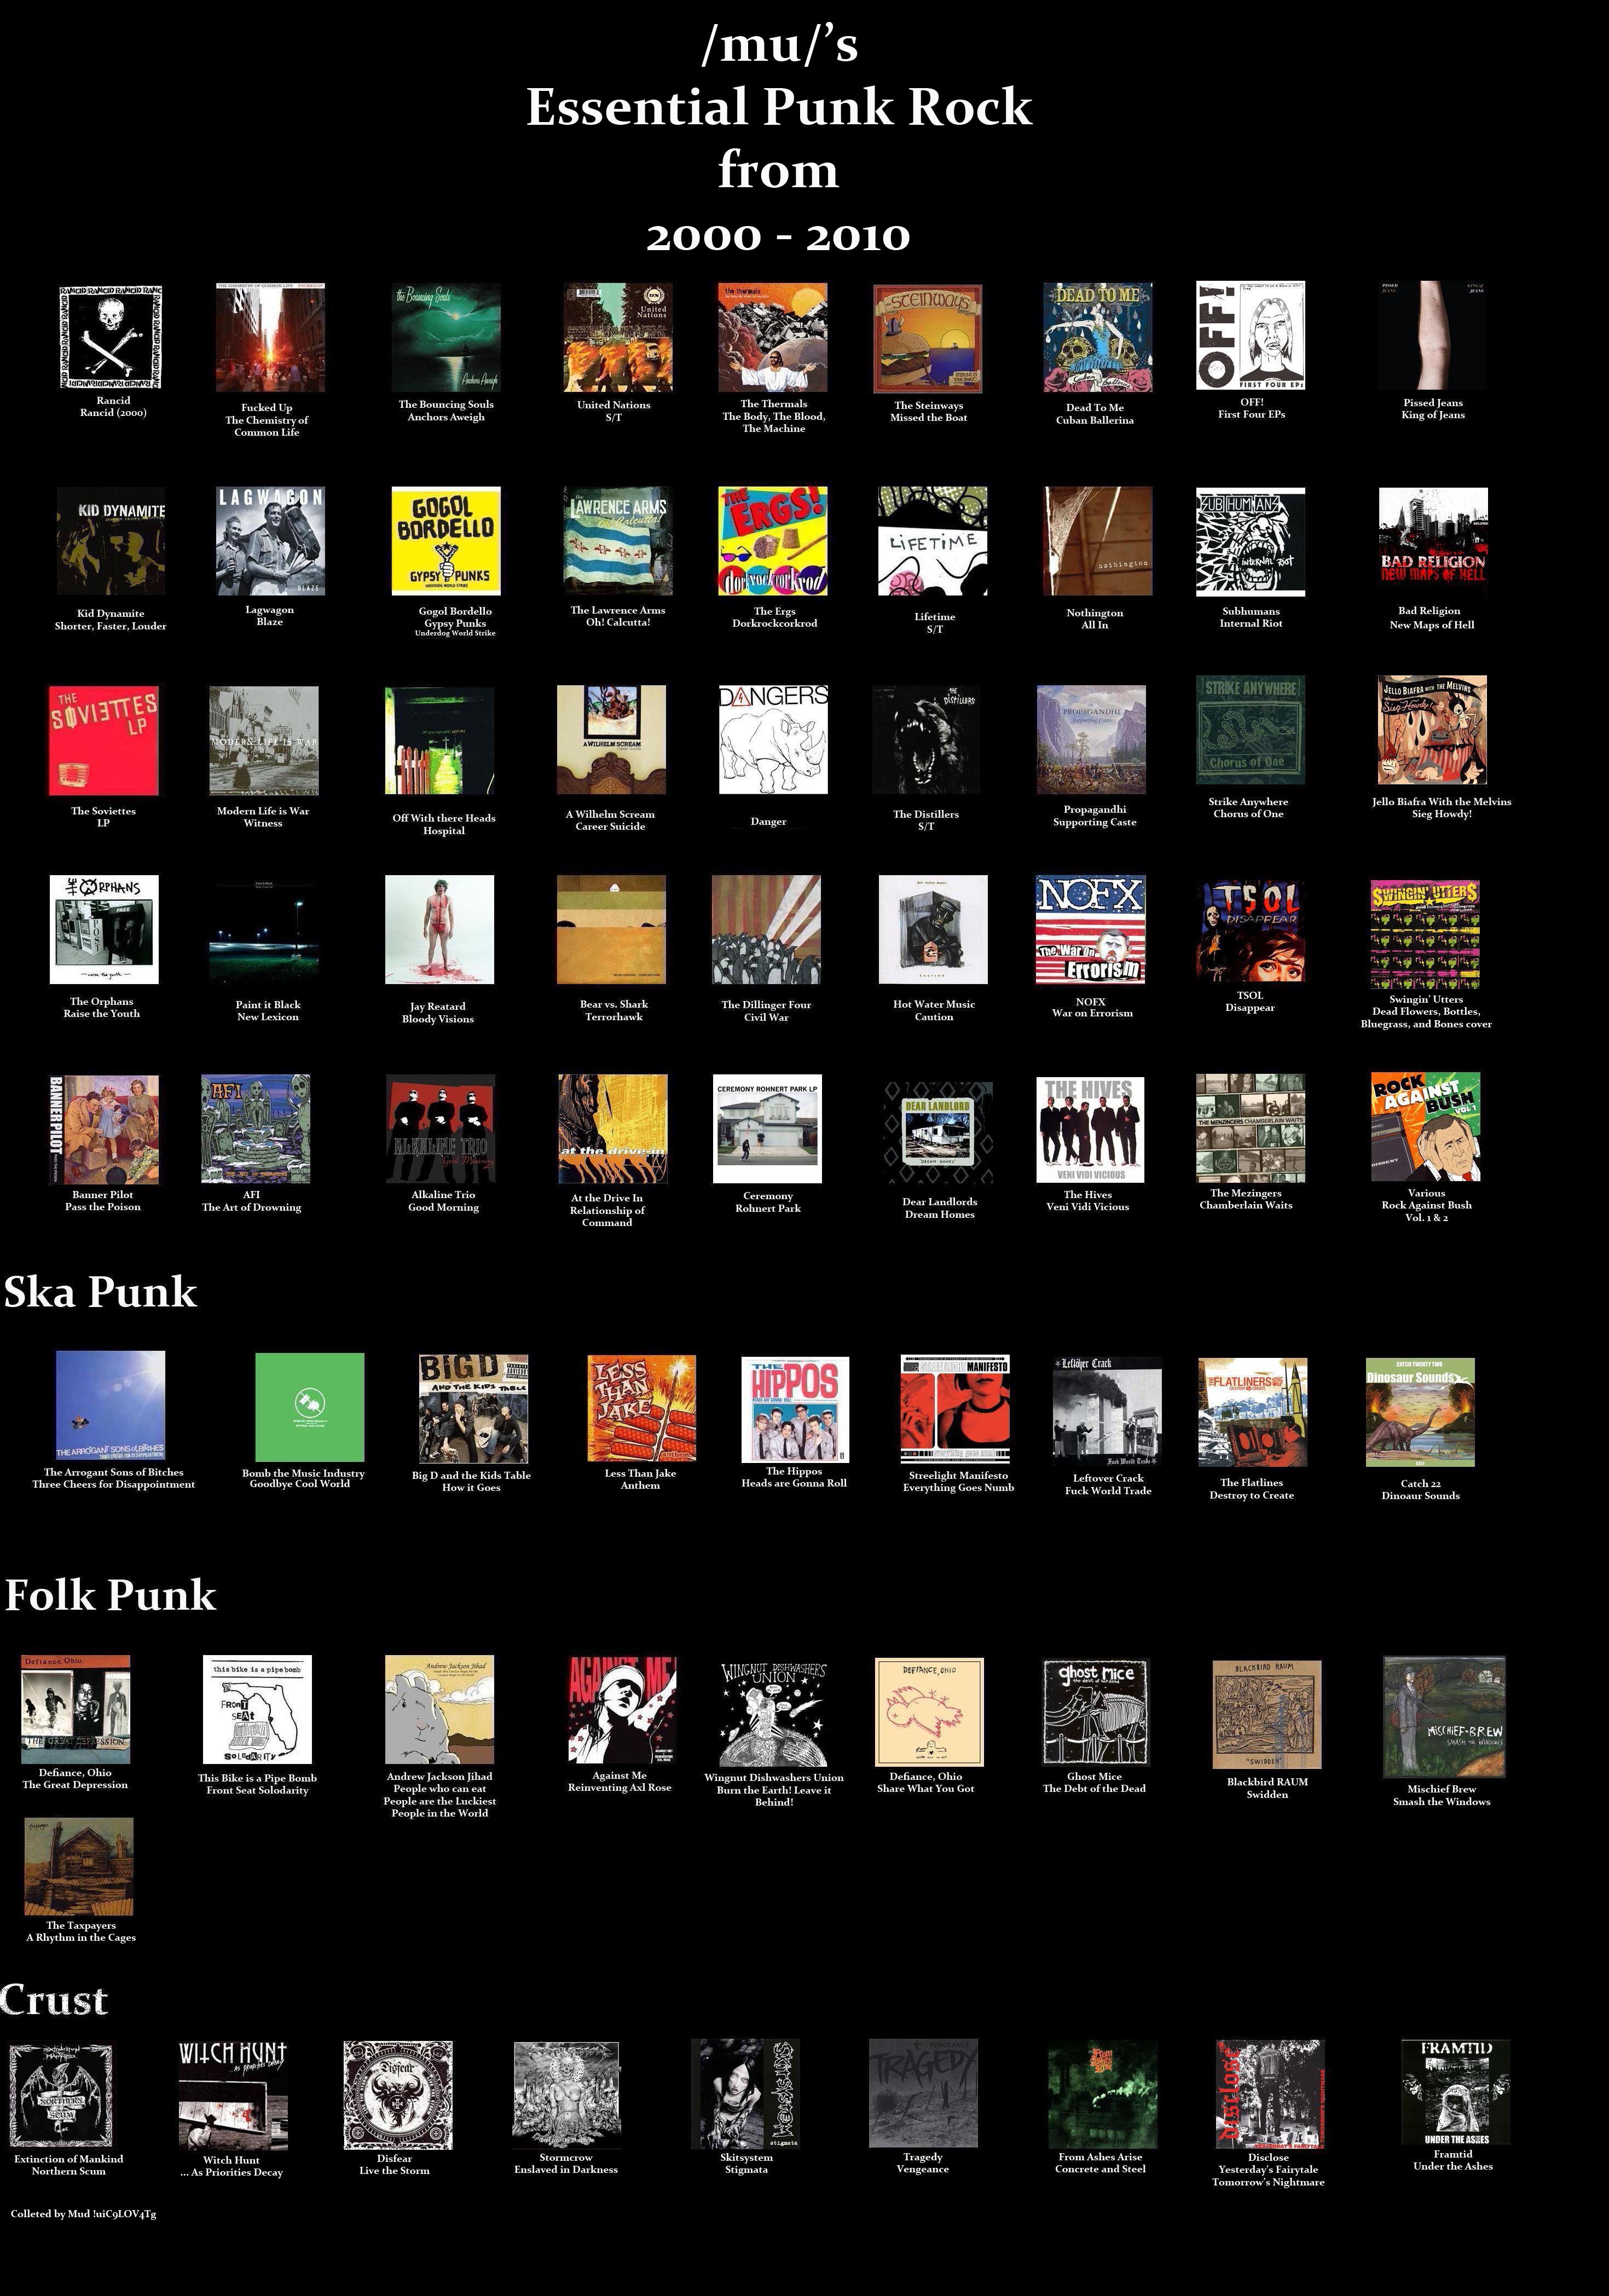 /mu/'s
Essential Punk Rock
from
2000 - 2010
Rancid
Rancid (2000)
Fucked Up
The Chemistry of
Common Life
The Bouncing Souls
Anchors Aweigh
United Nations
S/T
The Thermals
The Body, The Blood,
The Machine
The Steinways
Missed the Boat
Dead To Me
Cuban Ballerina
OFF!
First Four EPs
Pissed Jeans
King of Jeans
Kid Dynamite
Shorter, Faster, Louder
Lagwagon
Blaze
Gogol Bordello
Gypsy Punks
Underdog World Strike
The Lawrence Arms
Oh! Calcutta!
The Ergs
Dorkrockcorkrod
Lifetime
S/T
Nothington
All In
Subhumans
Internal Riot
Bad Religion
New Maps of Hell
The Soviettes
LP
Modern Life is War
Witness
Off With there Heads
Hospital
A Wilhelm Scream
Career Suicide
Danger
The Distillers
S/T
Propagandhi
Supporting Caste
Strike Anywhere
Chorus of One
Jello Biafra With the Melvins
Sieg Howdy!
The Orphans
Raise the Youth
Paint it Black
New Lexicon
Jay Reatard
Bloody Visions
Bear vs. Shark
Terrorhawk
The Dillinger Four
Civil War
Hot Water Music
Caution
NOFX
War on Errorism
TSOL
Disappear
Swingin' Utters
Dead Flowers, Bottles,
Bluegrass, and Bones cover
Banner Pilot
Pass the Poison
AFI
The Art of Drowning
Alkaline Trio
Good Morning
At the Drive In
Relationship of
Command
Ceremony
Rohnert Park
Dear Landlords
Dream Homes
The Hives
Veni Vidi Vicious
The Mezingers
Chamberlain Waits
Various
Rock Against Bush
Vol. 1 & 2
Ska Punk
The Arrogant Sons of Bitches
Three Cheers for Disappointment
Bomb the Music Industry
Goodbye Cool World
Big D and the Kids Table
How it Goes
Less Than Jake
Anthem
The Hippos
Heads are Gonna Roll
Streelight Manifesto
Everything Goes Numb
Leftover Crack
Fuck World Trade
The Flatlines
Destroy to Create
Catch 22
Dinoaur Sounds
Folk Punk
Defiance, Ohio
The Great Depression
This Bike is a Pipe Bomb
Front Seat Solodarity
Andrew Jackson Jihad
People who can eat
People are the Luckiest
People in the World
Against Me
Reinventing Axl Rose
Wingnut Dishwashers Union
Burn the Earth! Leave it
Behind!
Defiance, Ohio
Share What You Got
Ghost Mice
The Debt of the Dead
Blackbird RAUM
Swidden
Mischief Brew
Smash the Windows
The Taxpayers
A Rhythm in the Cages
Crust
Extinction of Mankind
Northern Scum
Witch Hunt
... As Priorities Decay
Disfear
Live the Storm
Stormcrow
Enslaved in Darkness
Skitsystem
Stigmata
Tragedy
Vengeance
From Ashes Arise
Concrete and Steel
Disclose
Yesterday's Fairytale
Tomorrow's Nightmare
Framtid
Under the Ashes
Colleted by Mud !uiC9LOV4Tg